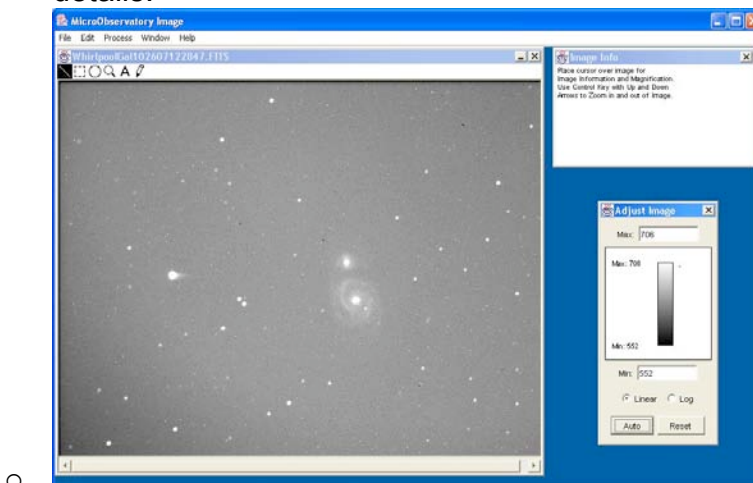 details.
MicroObservatory Image
File Edit Process Window Help
WhirlpoolGal102607122847.FITS
A
Image Info
Place cursor over image for
Image Information and Magnification.
Use Control Key with Up and Down
Arrows to Zoom in and out of Image.
Adjust Image
Max: 706
Max: 706
Min: 552
Min: 552
Linear Log
Auto Reset